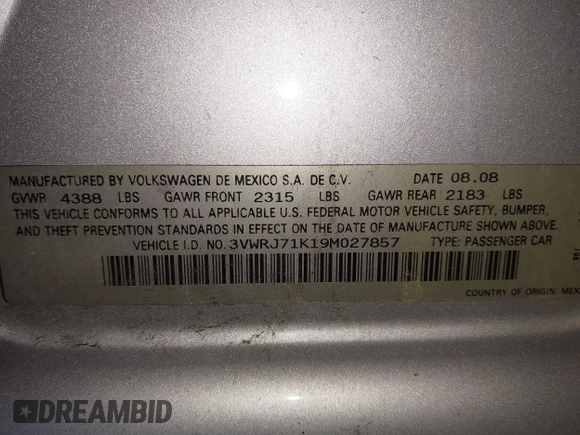 MANUFACTURED BY VOLKSWAGEN DE MEXICO S.A. DE C.V. DATE 08.08
GVWR 4388 LBS GAWR FRONT 2315 LBS GAWR REAR 2183 LBS
THIS VEHICLE CONFORMS TO ALL APPLICABLE U.S. FEDERAL MOTOR VEHICLE SAFETY, BUMPER,
AND THEFT PREVENTION STANDARDS IN EFFECT ON THE DATE OF MANUFACTURE SHOWN ABOVE.
VEHICLE I.D. NO. 3VWRJ71K19M027857 TYPE: PASSENGER CAR
COUNTRY OF ORIGIN: MEX
DREAMBID